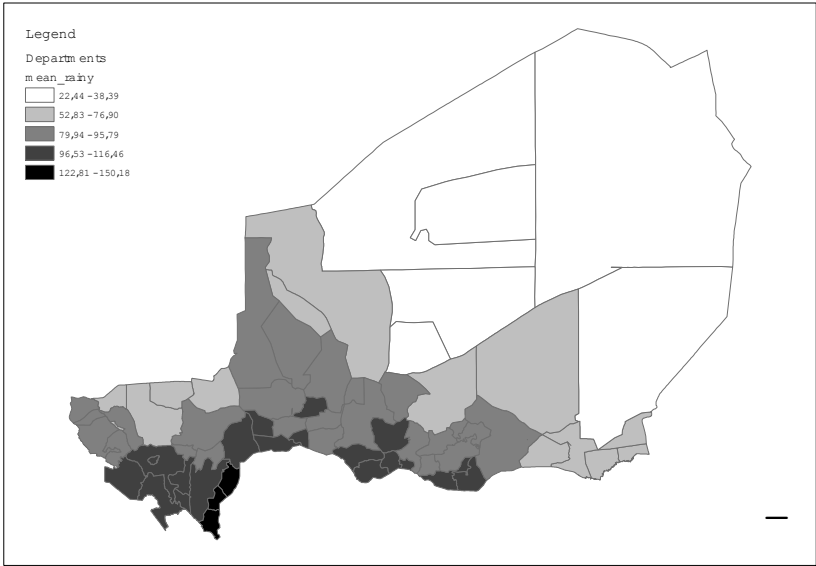 Legend
Departments
mean_rainy
22,44 - 38,39
52,83 - 76,90
79,94 - 95,79
96,53 - 116,46
122,81 - 150,18